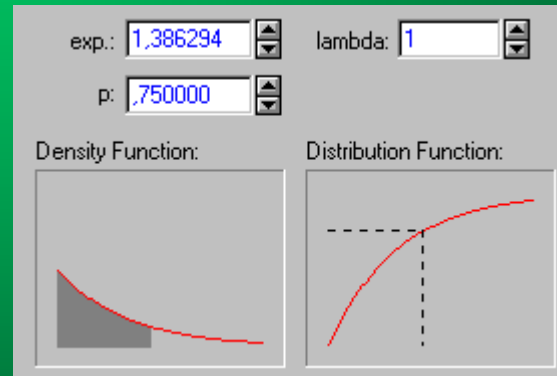 exp.: 1,386294 lambda: 1
p: ,750000
Density Function: Distribution Function: